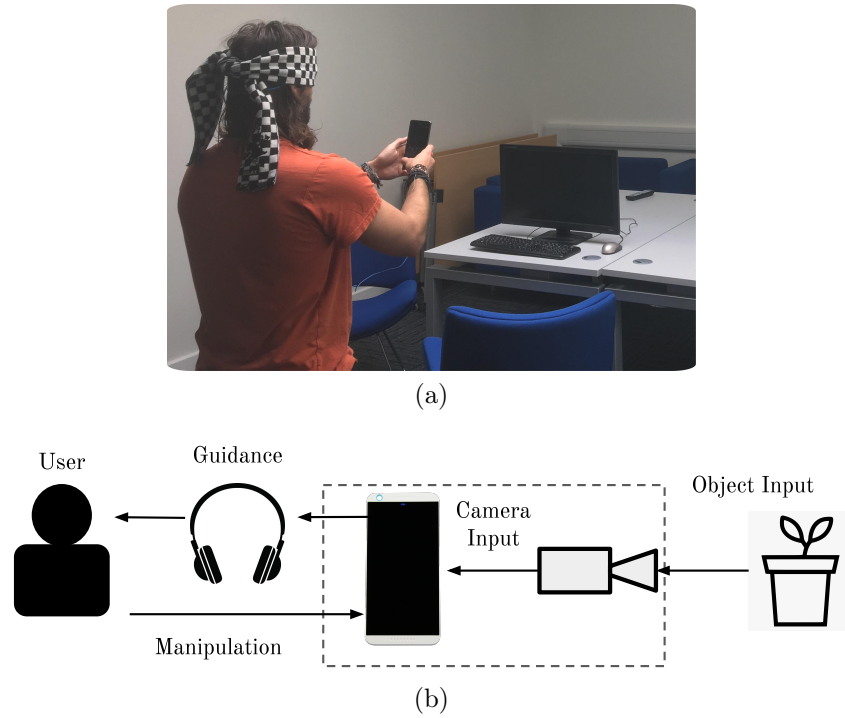 (a)
User
Guidance
Object Input
Camera
Input
Manipulation
(b)